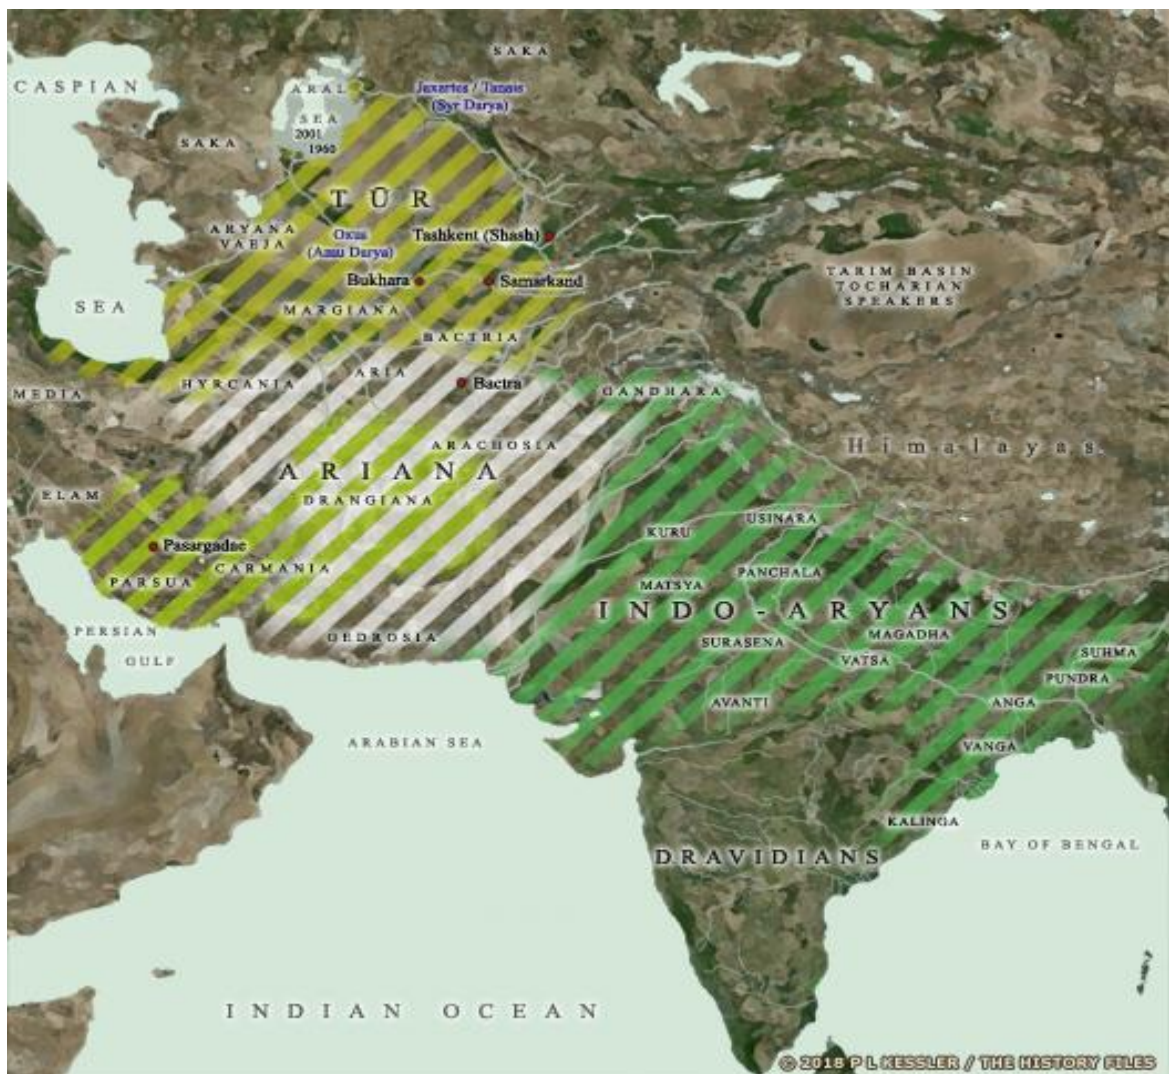 SAKA
CASPIAN
ARAL
SEA
2001
1960
Jaxartes / Tanais
(Syr Darya)
SAKA
TŪR
ARYANA
VAEJA
Oxus
(Amu Darya)
Tashkent (Shash)
Bukhara
Samarkand
TARIM BASIN
TOCHARIAN
SPEAKERS
SEA
MARGIANA
BACTRIA
MEDIA
HYRCANIA
ARIA
Bactra
GANDHARA
ARACHOSIA
Himalayas
ARIANA
ELAM
DRANGIANA
USINARA
KURU
Pasargadae
CARMANIA
PARSUA
PANCHALA
MATSYA
INDO-ARYANS
PERSIAN
GULF
GEDROSIA
SURASENA
MAGADHA
VATSA
SUHMA
PUNDRA
AVANTI
ANGA
ARABIAN SEA
VANGA
KALINGA
BAY OF BENGAL
DRAVIDIANS
INDIAN OCEAN
© 2018 P L KESSLER / THE HISTORY FILES